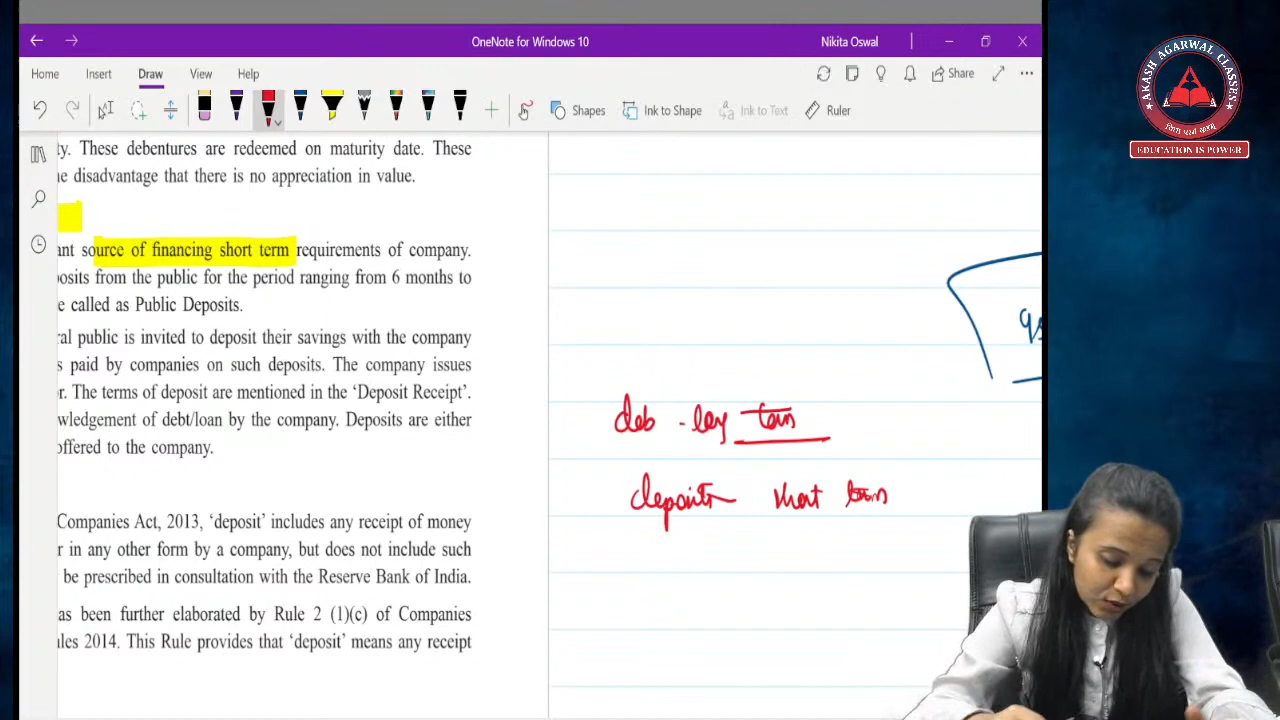 OneNote for Windows 10
Nikita Oswal
Home Insert Draw View Help
Share
Shapes Ink to Shape Ink to Text Ruler
ty. These debentures are redeemed on maturity date. These
e disadvantage that there is no appreciation in value.
ant source of financing short term requirements of company.
posits from the public for the period ranging from 6 months to
e called as Public Deposits.
ral public is invited to deposit their savings with the company
s paid by companies on such deposits. The company issues
r. The terms of deposit are mentioned in the ‘Deposit Receipt’.
wledgement of debt/loan by the company. Deposits are either
offered to the company.
Companies Act, 2013, ‘deposit’ includes any receipt of money
r in any other form by a company, but does not include such
be prescribed in consultation with the Reserve Bank of India.
as been further elaborated by Rule 2 (1)(c) of Companies
ules 2014. This Rule provides that ‘deposit’ means any receipt
deb - long term
deposits short term
AKASH AGARWAL CLASSES
EDUCATION IS POWER